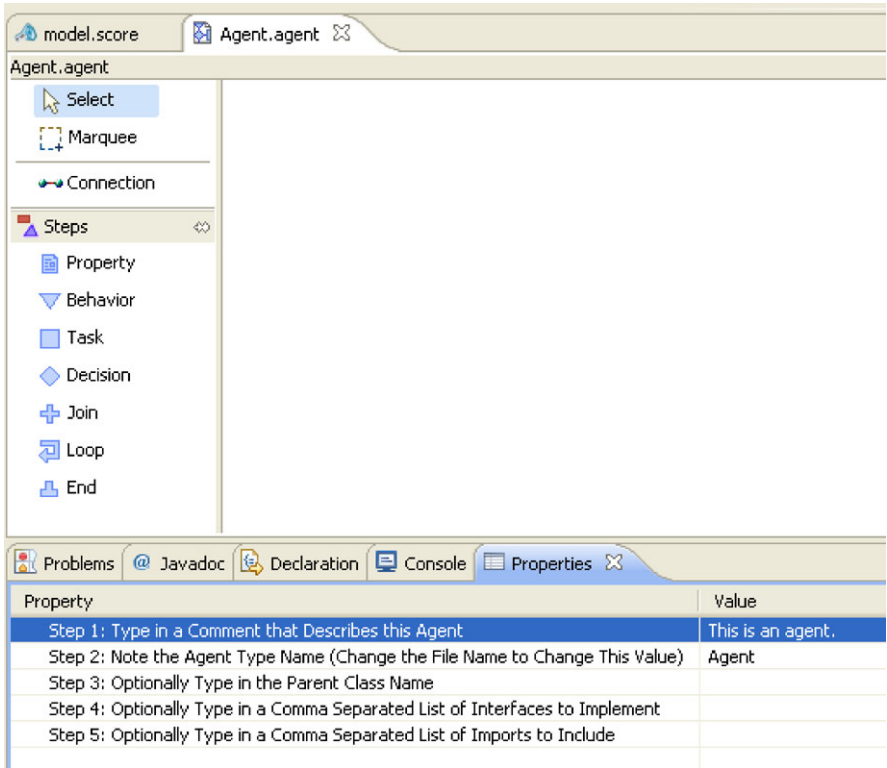 model.score Agent.agent
Agent.agent
Select
Marquee
Connection
Steps
Property
Behavior
Task
Decision
Join
Loop
End
Problems @ Javadoc Declaration Console Properties
Property Value
Step 1: Type in a Comment that Describes this Agent This is an agent.
Step 2: Note the Agent Type Name (Change the File Name to Change This Value) Agent
Step 3: Optionally Type in the Parent Class Name
Step 4: Optionally Type in a Comma Separated List of Interfaces to Implement
Step 5: Optionally Type in a Comma Separated List of Imports to Include